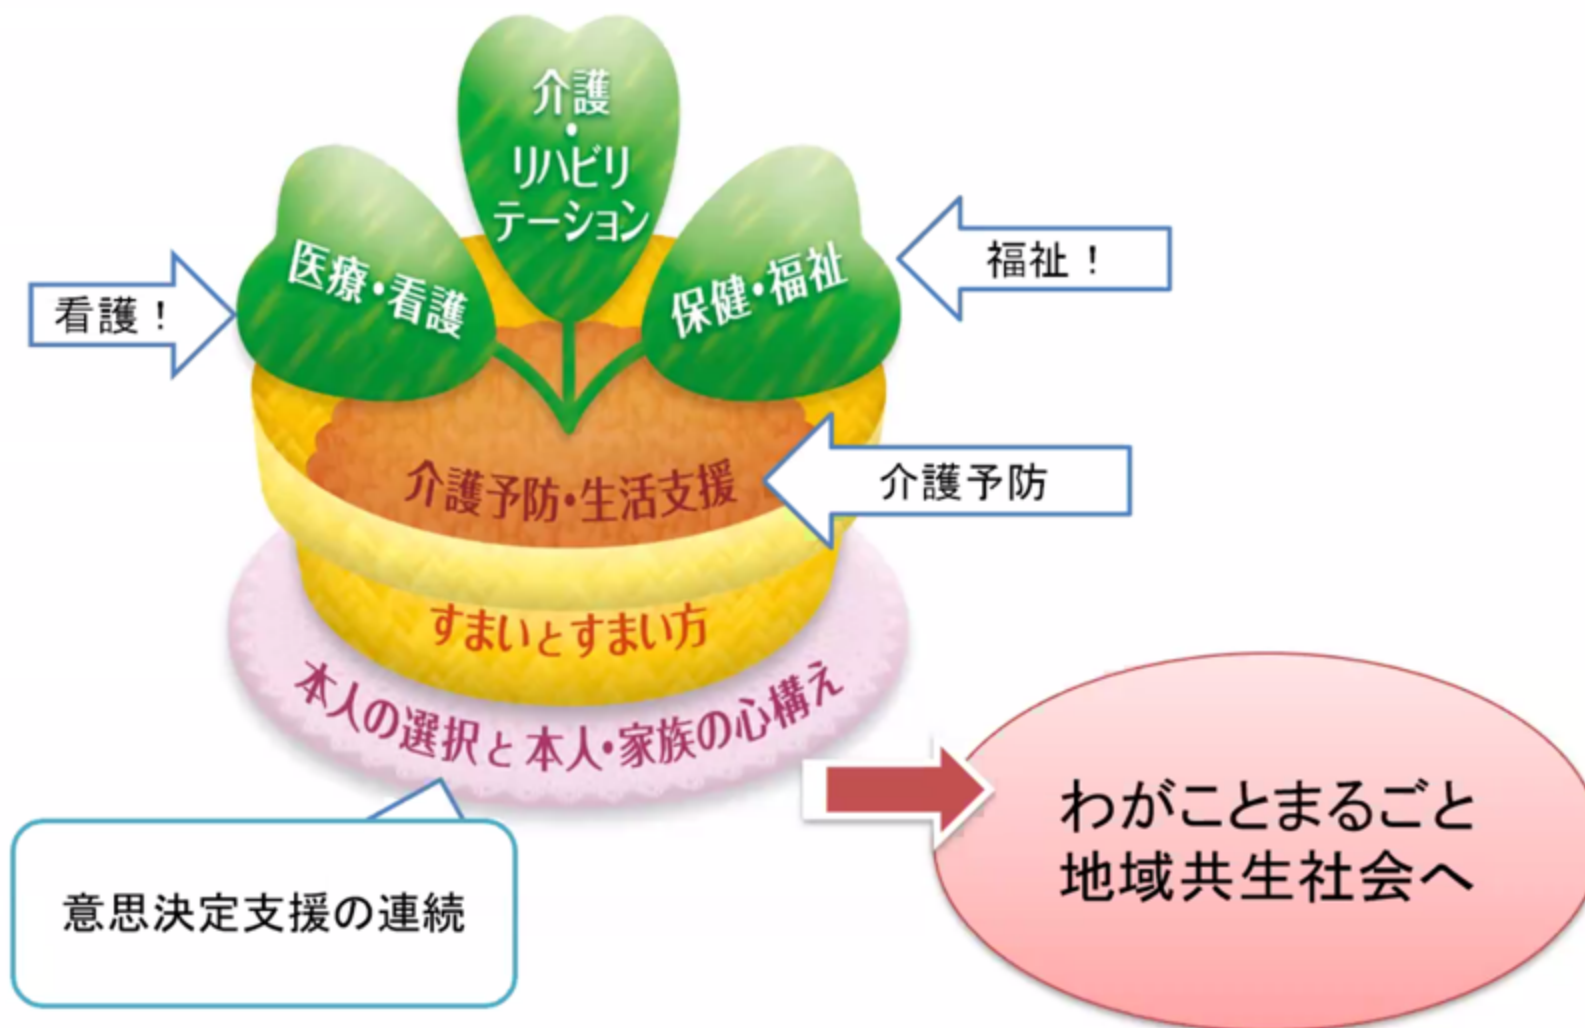 介護
・
リハビリ
テーション
医療・看護
保健・福祉
看護！
福祉！
介護予防・生活支援
介護予防
すまいとすまい方
本人の選択と本人・家族の心構え
わがことまるごと
地域共生社会へ
意思決定支援の連続